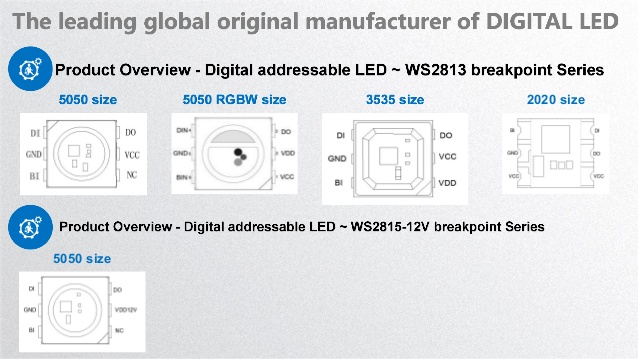 The leading global original manufacturer of DIGITAL LED
Product Overview - Digital addressable LED ~ WS2813 breakpoint Series
5050 size 5050 RGBW size 3535 size 2020 size
DI DO DIN DO DI DO BI DI
GND VCC GND VDD GND VCC VCC GND
BI NC BIN VCC BI VDD VCC DO
Product Overview - Digital addressable LED ~ WS2815-12V breakpoint Series
5050 size
DI DO
GND VDD12V
BI NC